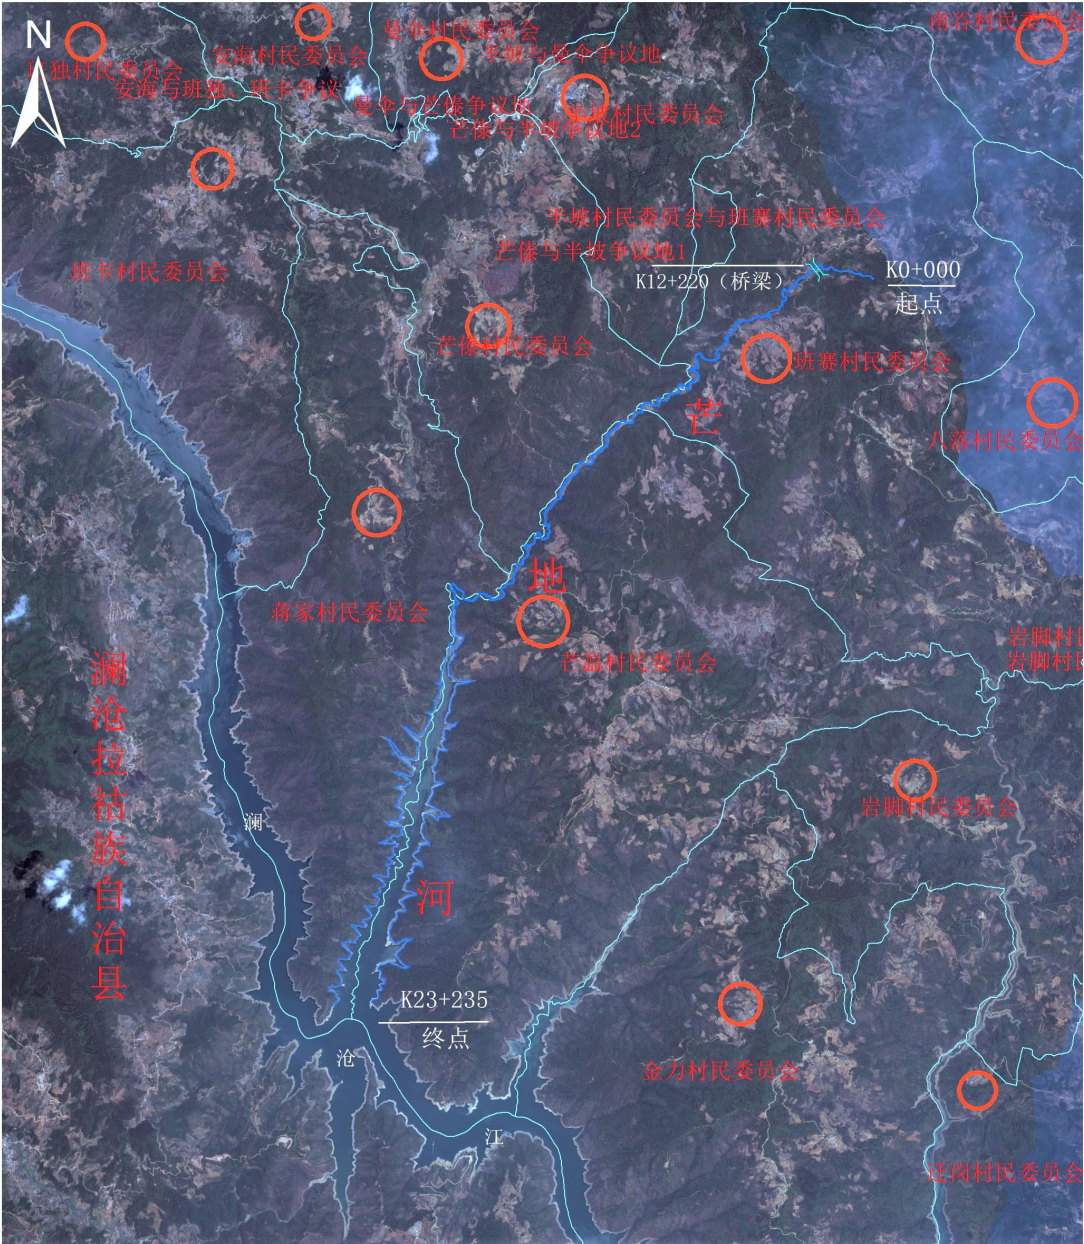 N
曼伞村民委员会
南谷村民委员会
安海村民委员会
半坡与曼伞争议地
班独村民委员会
安海与班独、班卡争议
曼伞与芒傣争议地
半坡村民委员会
芒傣与半坡争议地2
半坡村民委员会与班赛村民委员会
芒傣与半坡争议地1
班卡村民委员会
K12+220（桥梁）
K0+000
起点
芒傣村民委员会
班赛村民委员会
芒
八落村民委员会
地
蒋家村民委员会
芒温村民委员会
岩脚村民
岩脚村民
澜沧拉祜族自治县
岩脚村民委员会
澜
河
K23+235
终点
沧
金力村民委员会
江
迁岗村民委员会